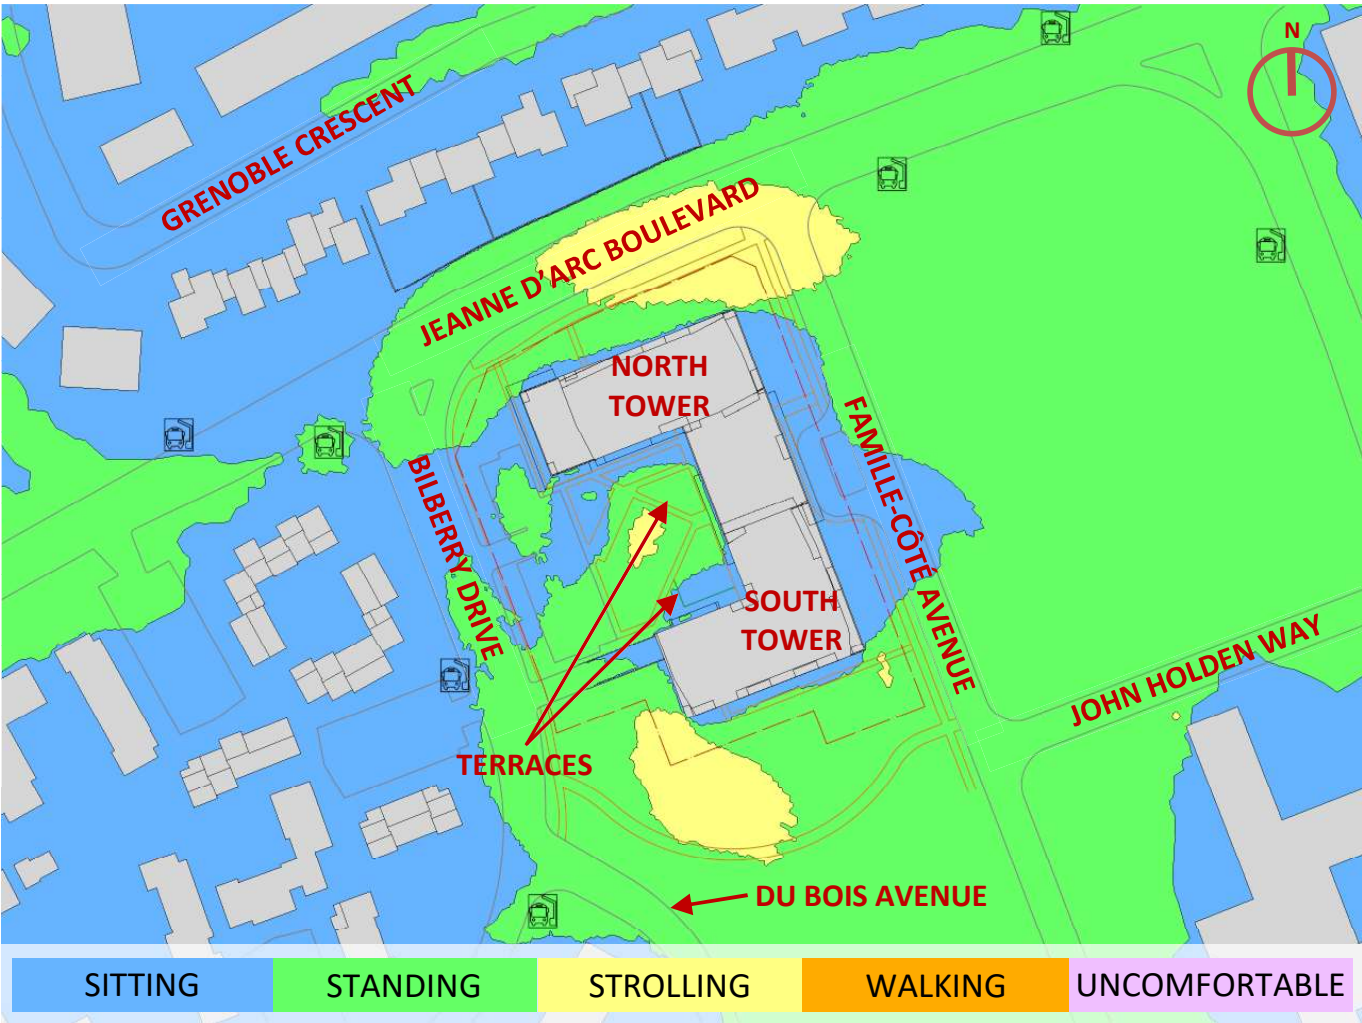 N
GRENOBLE CRESCENT
JEANNE D'ARC BOULEVARD
NORTH
TOWER
FAMILLE-CÔTÉ AVENUE
BILBERRY DRIVE
SOUTH
TOWER
JOHN HOLDEN WAY
TERRACES
DU BOIS AVENUE
SITTING
STANDING
STROLLING
WALKING
UNCOMFORTABLE